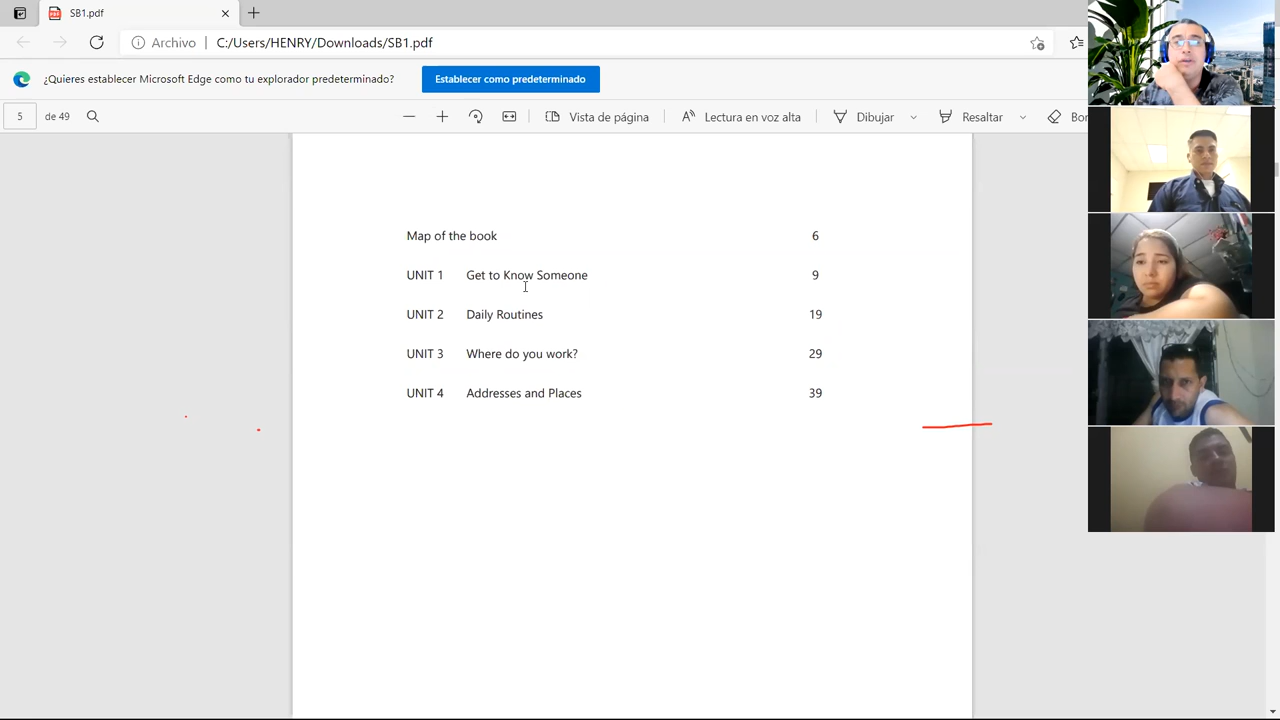 SB1.pdf
Archivo C:/Users/HENRY/Downloads/SB1.pdf
¿Quieres establecer Microsoft Edge como tu explorador predeterminado? Establecer como predeterminado
5 de 49 Vista de página Lectura en voz alta Dibujar Resaltar Bor
Map of the book 6
UNIT 1 Get to Know Someone 9
UNIT 2 Daily Routines 19
UNIT 3 Where do you work? 29
UNIT 4 Addresses and Places 39